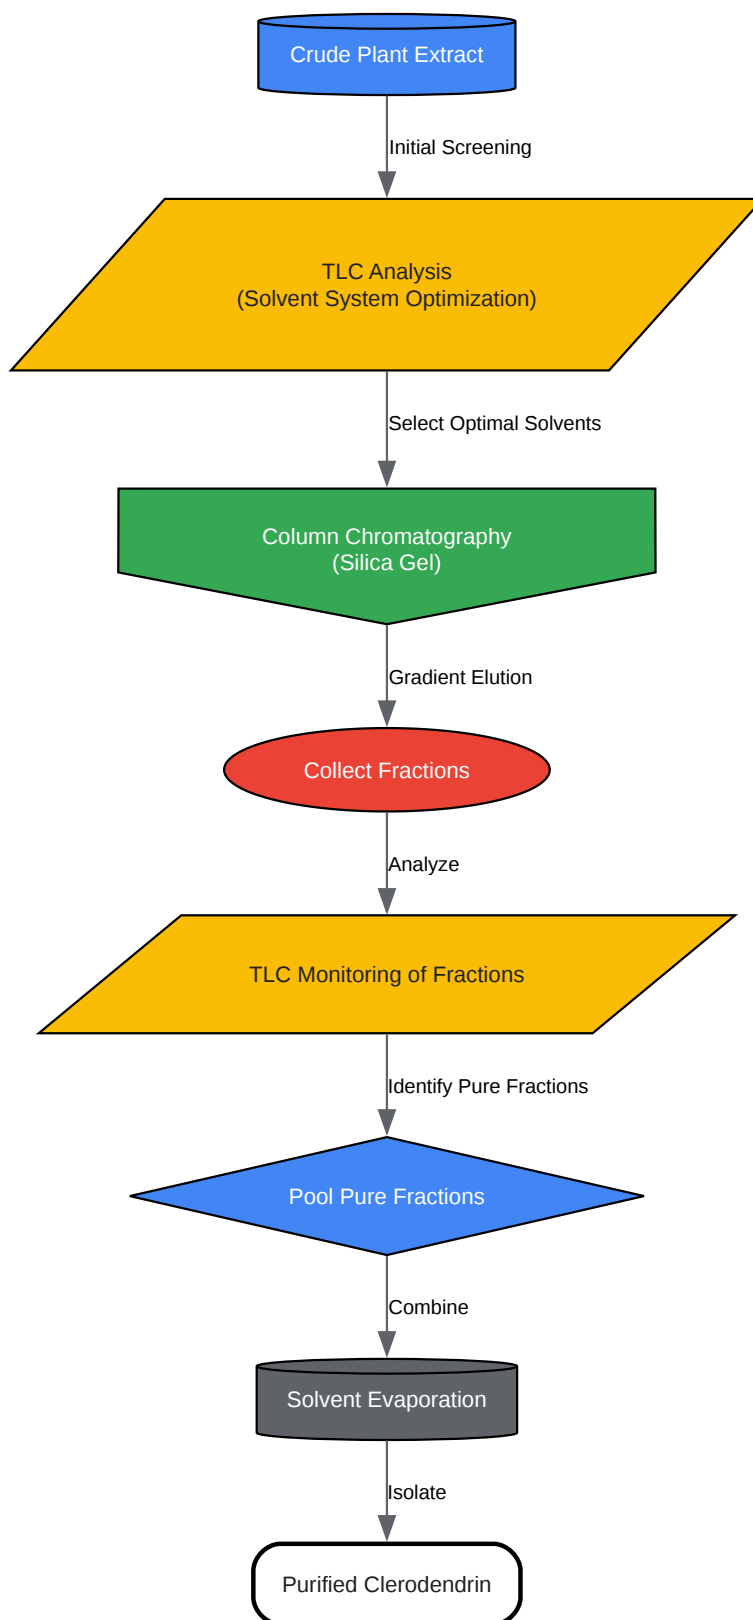 Crude Plant Extract
Initial Screening
TLC Analysis
(Solvent System Optimization)
Select Optimal Solvents
Column Chromatography
(Silica Gel)
Gradient Elution
Collect Fractions
Analyze
TLC Monitoring of Fractions
Identify Pure Fractions
Pool Pure Fractions
Combine
Solvent Evaporation
Isolate
Purified Clerodendrin